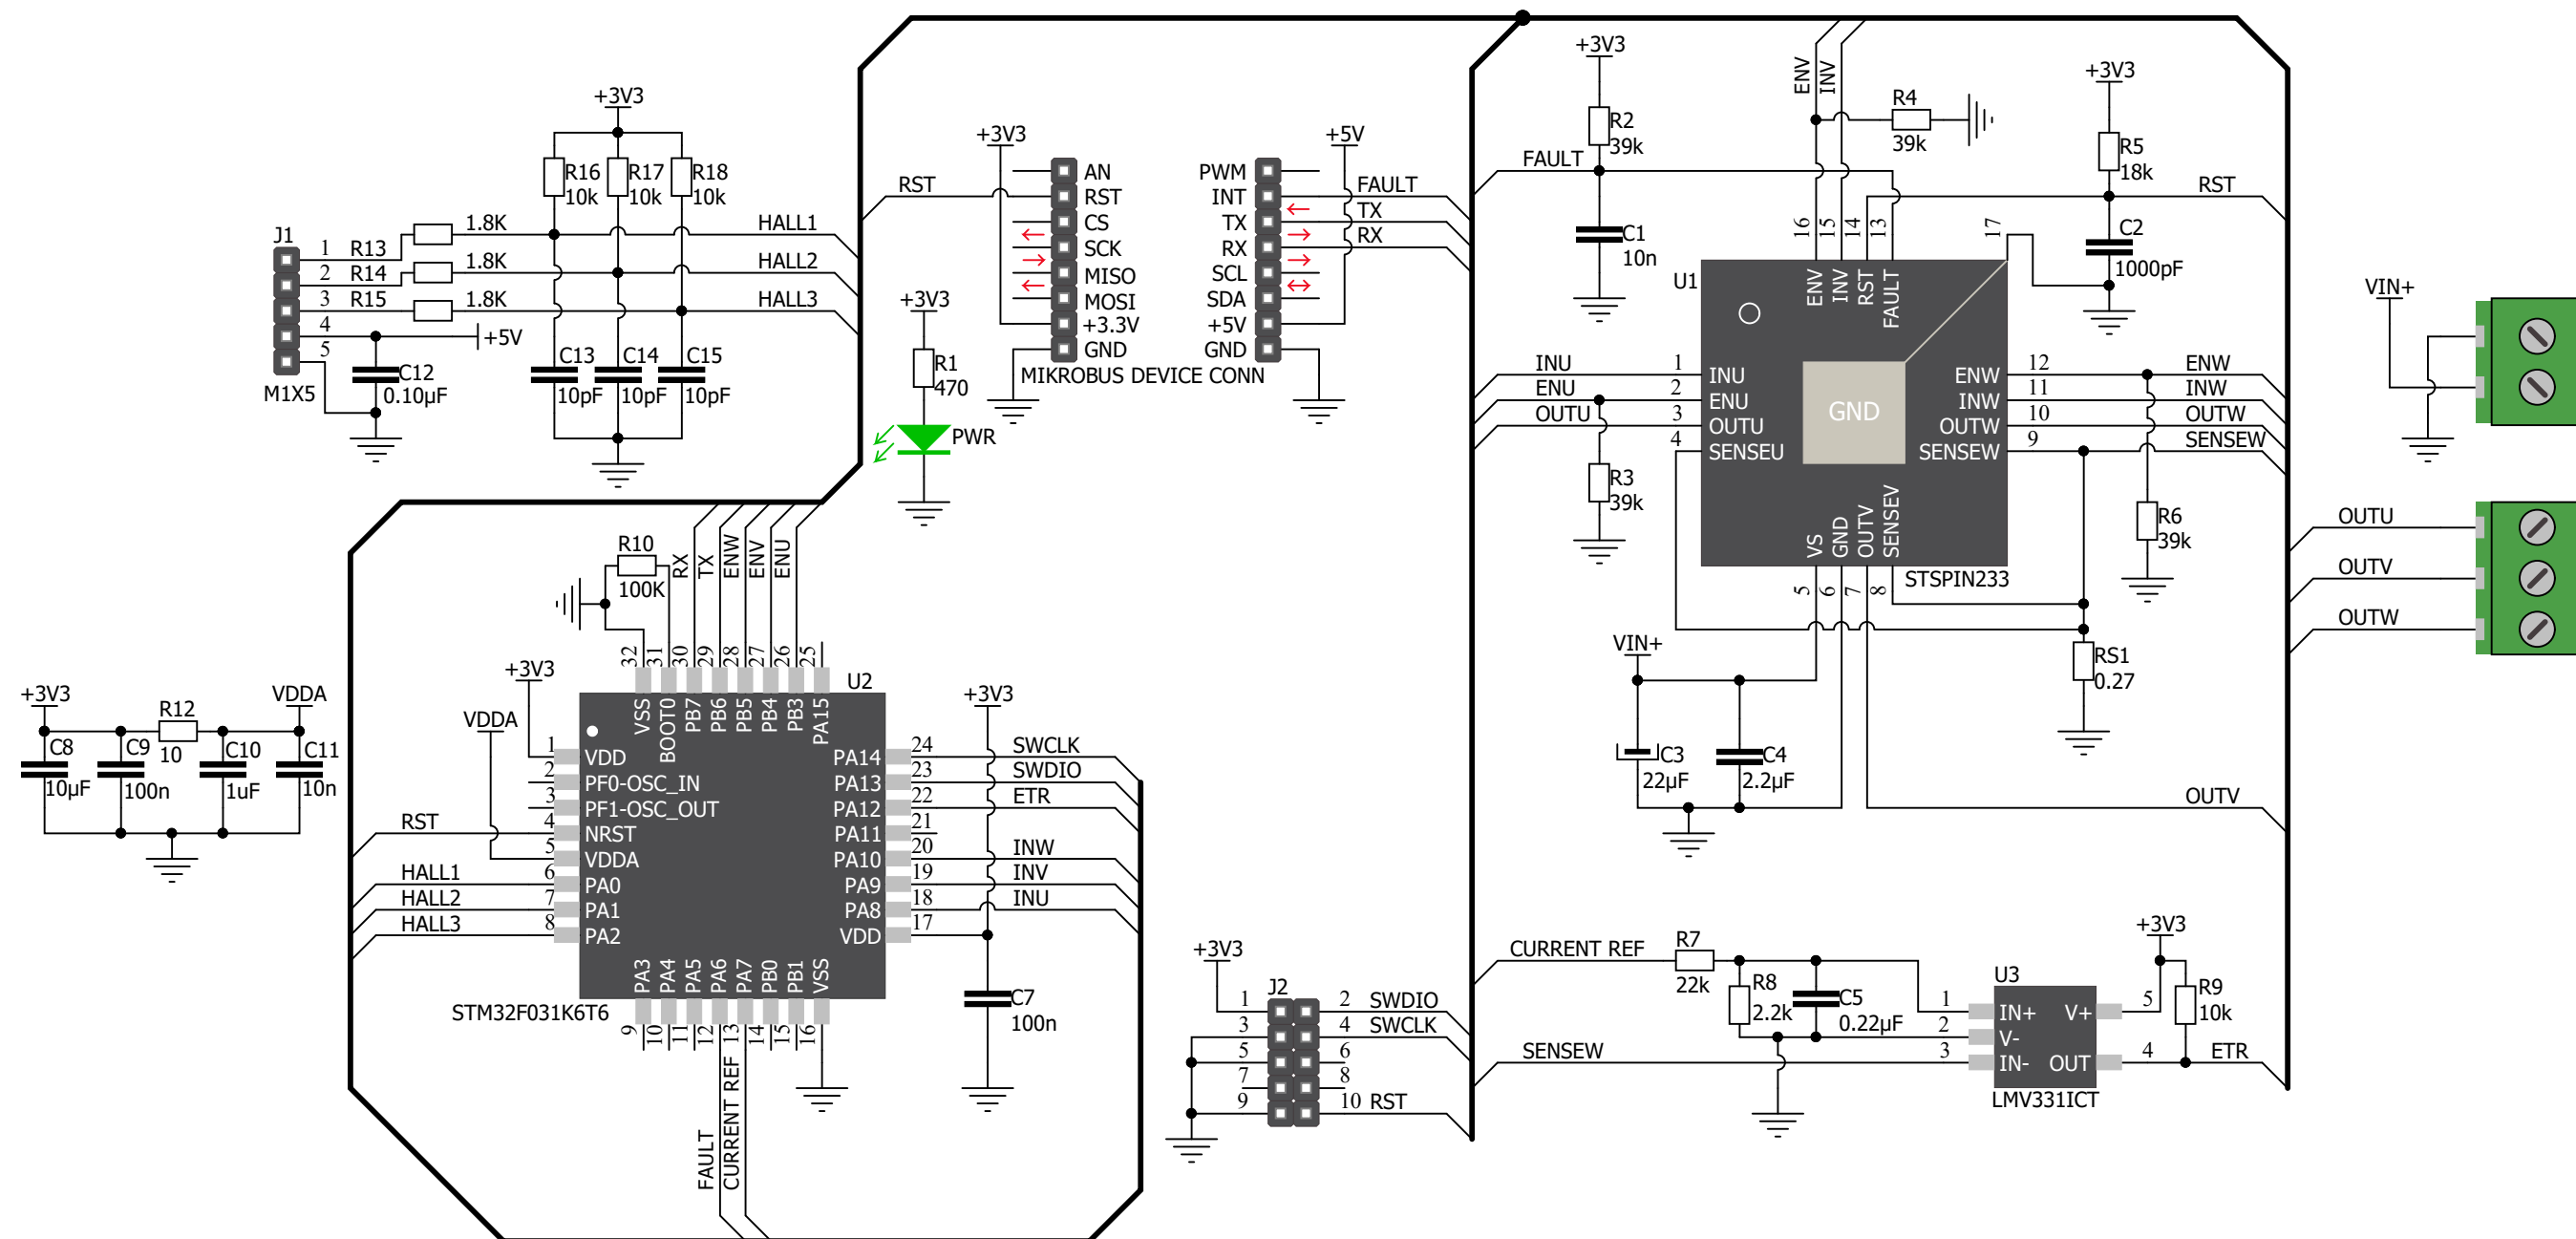 +3V3
R16
10k
R17
10k
R18
10k
J1
1
R13
1.8K
HALL1
2
R14
1.8K
HALL2
3
R15
1.8K
HALL3
4
+5V
5
M1X5
C12
0.10µF
C13
10pF
C14
10pF
C15
10pF
RST
+3V3
AN
RST
CS
SCK
MISO
MOSI
+3.3V
GND
+5V
PWM
INT
TX
RX
SCL
SDA
+5V
GND
FAULT
TX
RX
MIKROBUS DEVICE CONN
+3V3
R1
470
PWR
+3V3
R2
39k
FAULT
C1
10n
ENV
INV
R4
39k
+3V3
R5
18k
RST
C2
1000pF
U1
16
15
14
13
17
ENV
INV
RST
FAULT
INU
1
INU
ENU
2
ENU
OUTU
3
OUTU
4
SENSEU
GND
ENW
12
ENW
INW
11
INW
OUTW
10
OUTW
SENSEW
9
SENSEW
VS
GND
OUTV
SENSEV
5
6
7
8
STSPIN233
R3
39k
R6
39k
RS1
0.27
VIN+
C3
22µF
C4
2.2µF
OUTV
VIN+
OUTU
OUTV
OUTW
R10
100K
RX
TX
ENW
ENV
ENU
32
31
30
29
28
27
26
25
U2
VSS
BOOT0
PB7
PB6
PB5
PB4
PB3
PA15
+3V3
VDDA
1
VDD
2
PF0-OSC_IN
3
PF1-OSC_OUT
RST
4
NRST
5
VDDA
HALL1
6
PA0
HALL2
7
PA1
HALL3
8
PA2
+3V3
PA14
24
SWCLK
PA13
23
SWDIO
PA12
22
ETR
PA11
21
PA10
20
INW
PA9
19
INV
PA8
18
INU
VDD
17
PA3
PA4
PA5
PA6
PA7
PB0
PB1
VSS
9
10
11
12
13
14
15
16
STM32F031K6T6
FAULT
CURRENT REF
C7
100n
+3V3
C8
10µF
C9
100n
R12
10
VDDA
C10
1uF
C11
10n
+3V3
J2
1
2
SWDIO
3
4
SWCLK
5
6
7
8
9
10
RST
CURRENT REF
R7
22k
R8
2.2k
C5
0.22µF
SENSEW
+3V3
U3
1
IN+
2
V-
3
IN-
V+
5
OUT
4
ETR
R9
10k
LMV331ICT